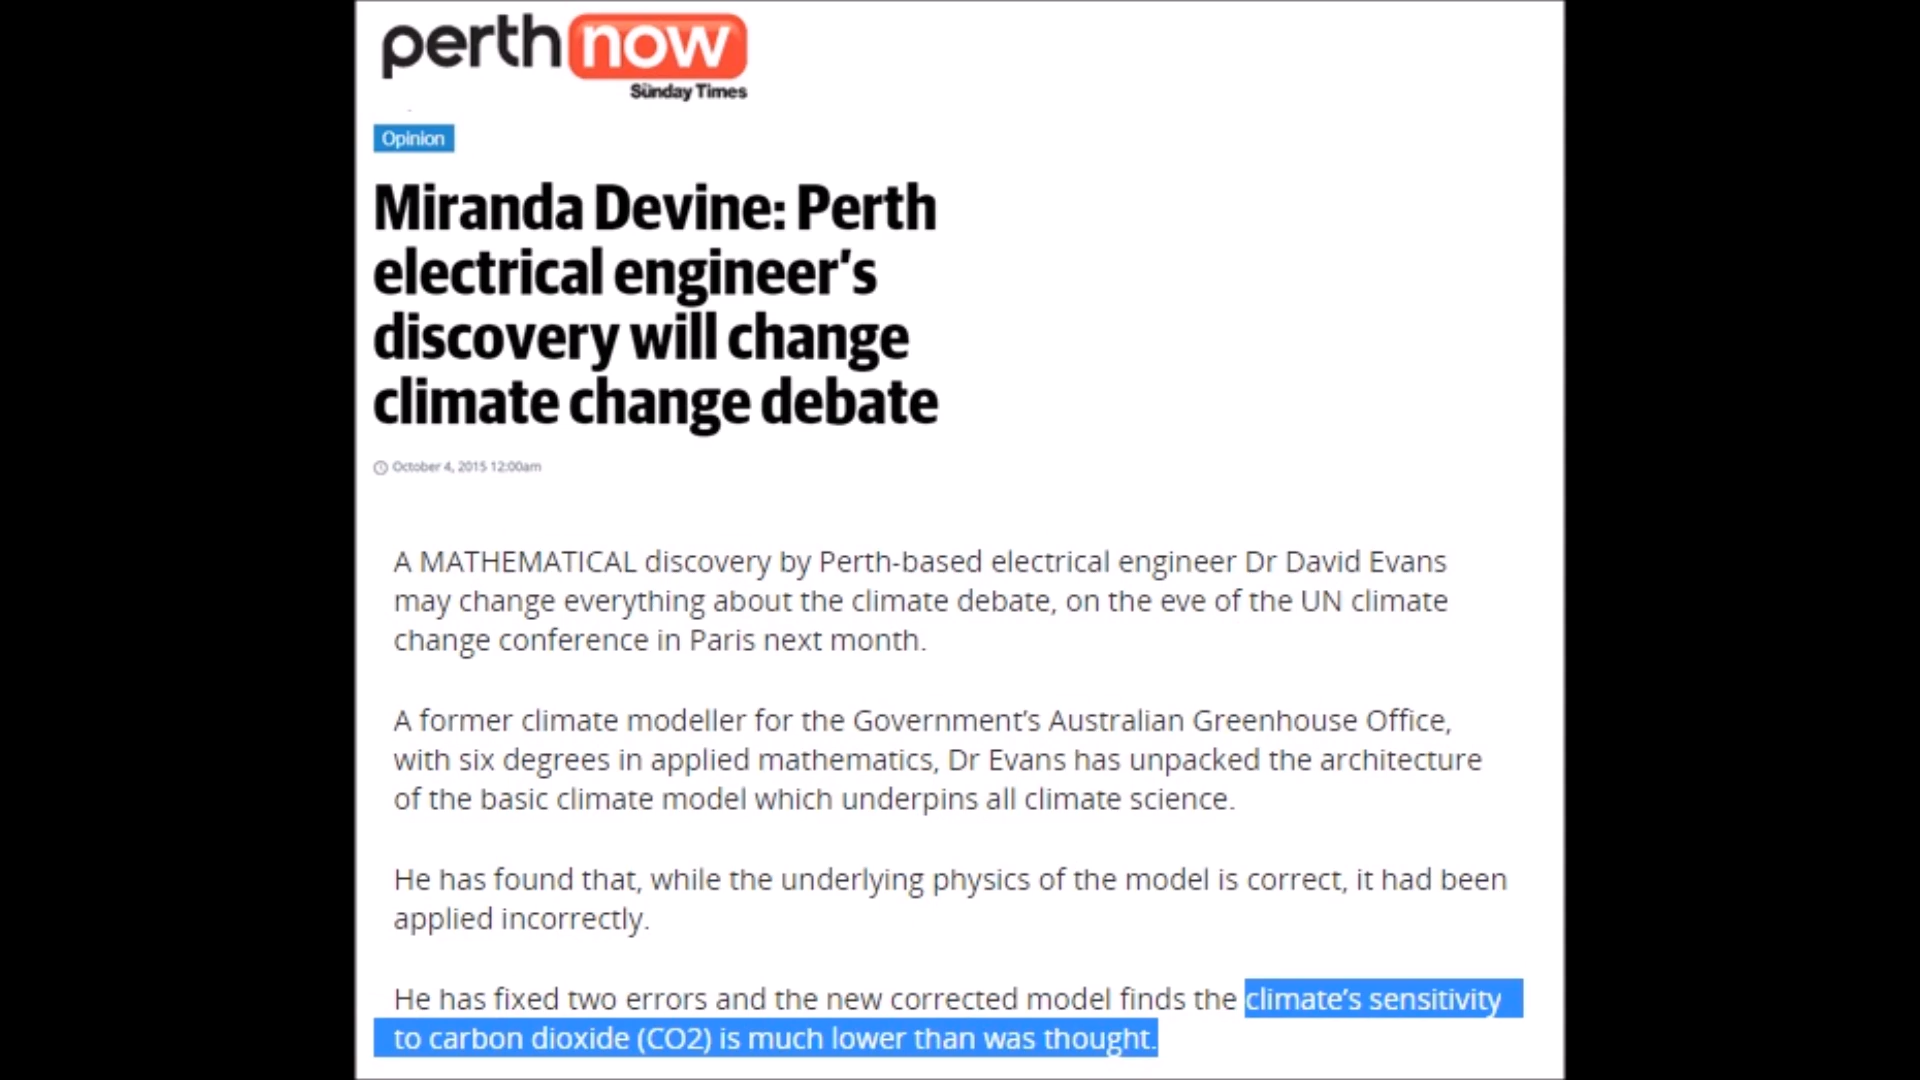 perth now
Sunday Times
Opinion
Miranda Devine: Perth
electrical engineer’s
discovery will change
climate change debate
October 4, 2015 12:00am
A MATHEMATICAL discovery by Perth-based electrical engineer Dr David Evans
may change everything about the climate debate, on the eve of the UN climate
change conference in Paris next month.
A former climate modeller for the Government’s Australian Greenhouse Office,
with six degrees in applied mathematics, Dr Evans has unpacked the architecture
of the basic climate model which underpins all climate science.
He has found that, while the underlying physics of the model is correct, it had been
applied incorrectly.
He has fixed two errors and the new corrected model finds the climate’s sensitivity
to carbon dioxide (CO2) is much lower than was thought.